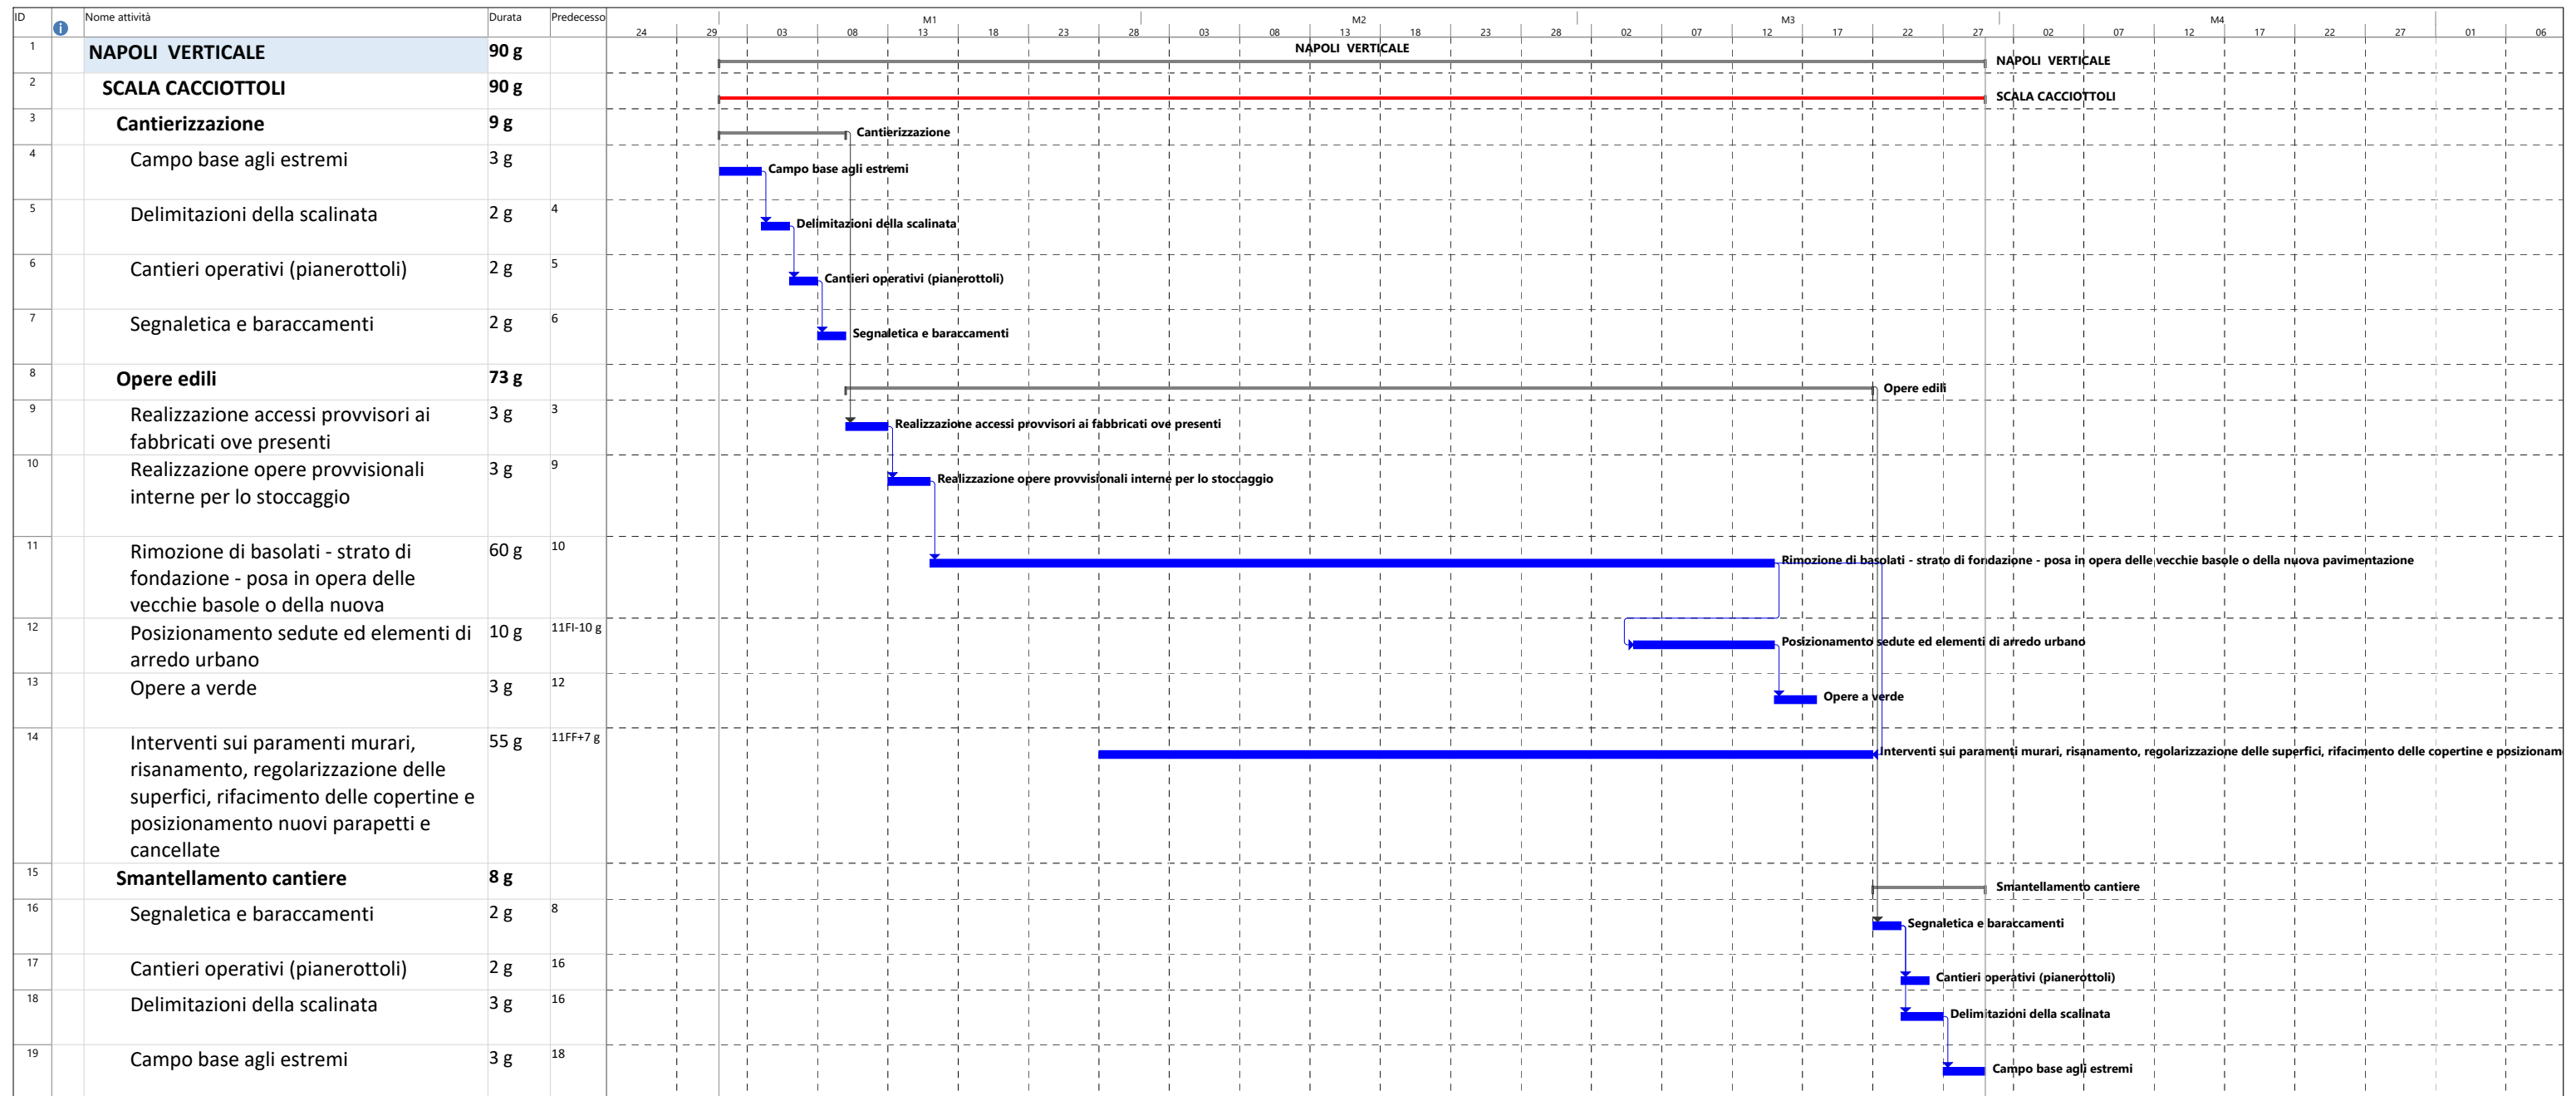 ID Nome attività Durata Predecesso
M1 M2 M3 M4
24 29 03 08 13 18 23 28 03 08 13 18 23 28 02 07 12 17 22 27 02 07 12 17 22 27 01 06
1 NAPOLI VERTICALE 90 g NAPOLI VERTICALE NAPOLI VERTICALE
2 SCALA CACCIOTTOLI 90 g SCALA CACCIOTTOLI
3 Cantierizzazione 9 g Cantierizzazione
4 Campo base agli estremi 3 g Campo base agli estremi
5 Delimitazioni della scalinata 2 g 4 Delimitazioni della scalinata
6 Cantieri operativi (pianerottoli) 2 g 5 Cantieri operativi (pianerottoli)
7 Segnaletica e baraccamenti 2 g 6 Segnaletica e baraccamenti
8 Opere edili 73 g Opere edili
9 Realizzazione accessi provvisori ai 3 g 3 Realizzazione accessi provvisori ai fabbricati ove presenti
fabbricati ove presenti
10 Realizzazione opere provvisionali 3 g 9 Realizzazione opere provvisionali interne per lo stoccaggio
interne per lo stoccaggio
11 Rimozione di basolati - strato di 60 g 10 Rimozione di basolati - strato di fondazione - posa in opera delle vecchie basole o della nuova pavimentazione
fondazione - posa in opera delle
vecchie basole o della nuova
12 Posizionamento sedute ed elementi di 10 g 11FI-10 g Posizionamento sedute ed elementi di arredo urbano
arredo urbano
13 Opere a verde 3 g 12 Opere a verde
14 Interventi sui paramenti murari, 55 g 11FF+7 g Interventi sui paramenti murari, risanamento, regolarizzazione delle superfici, rifacimento delle copertine e posizionam
risanamento, regolarizzazione delle
superfici, rifacimento delle copertine e
posizionamento nuovi parapetti e
cancellate
15 Smantellamento cantiere 8 g Smantellamento cantiere
16 Segnaletica e baraccamenti 2 g 8 Segnaletica e baraccamenti
17 Cantieri operativi (pianerottoli) 2 g 16 Cantieri operativi (pianerottoli)
18 Delimitazioni della scalinata 3 g 16 Delimitazioni della scalinata
19 Campo base agli estremi 3 g 18 Campo base agli estremi